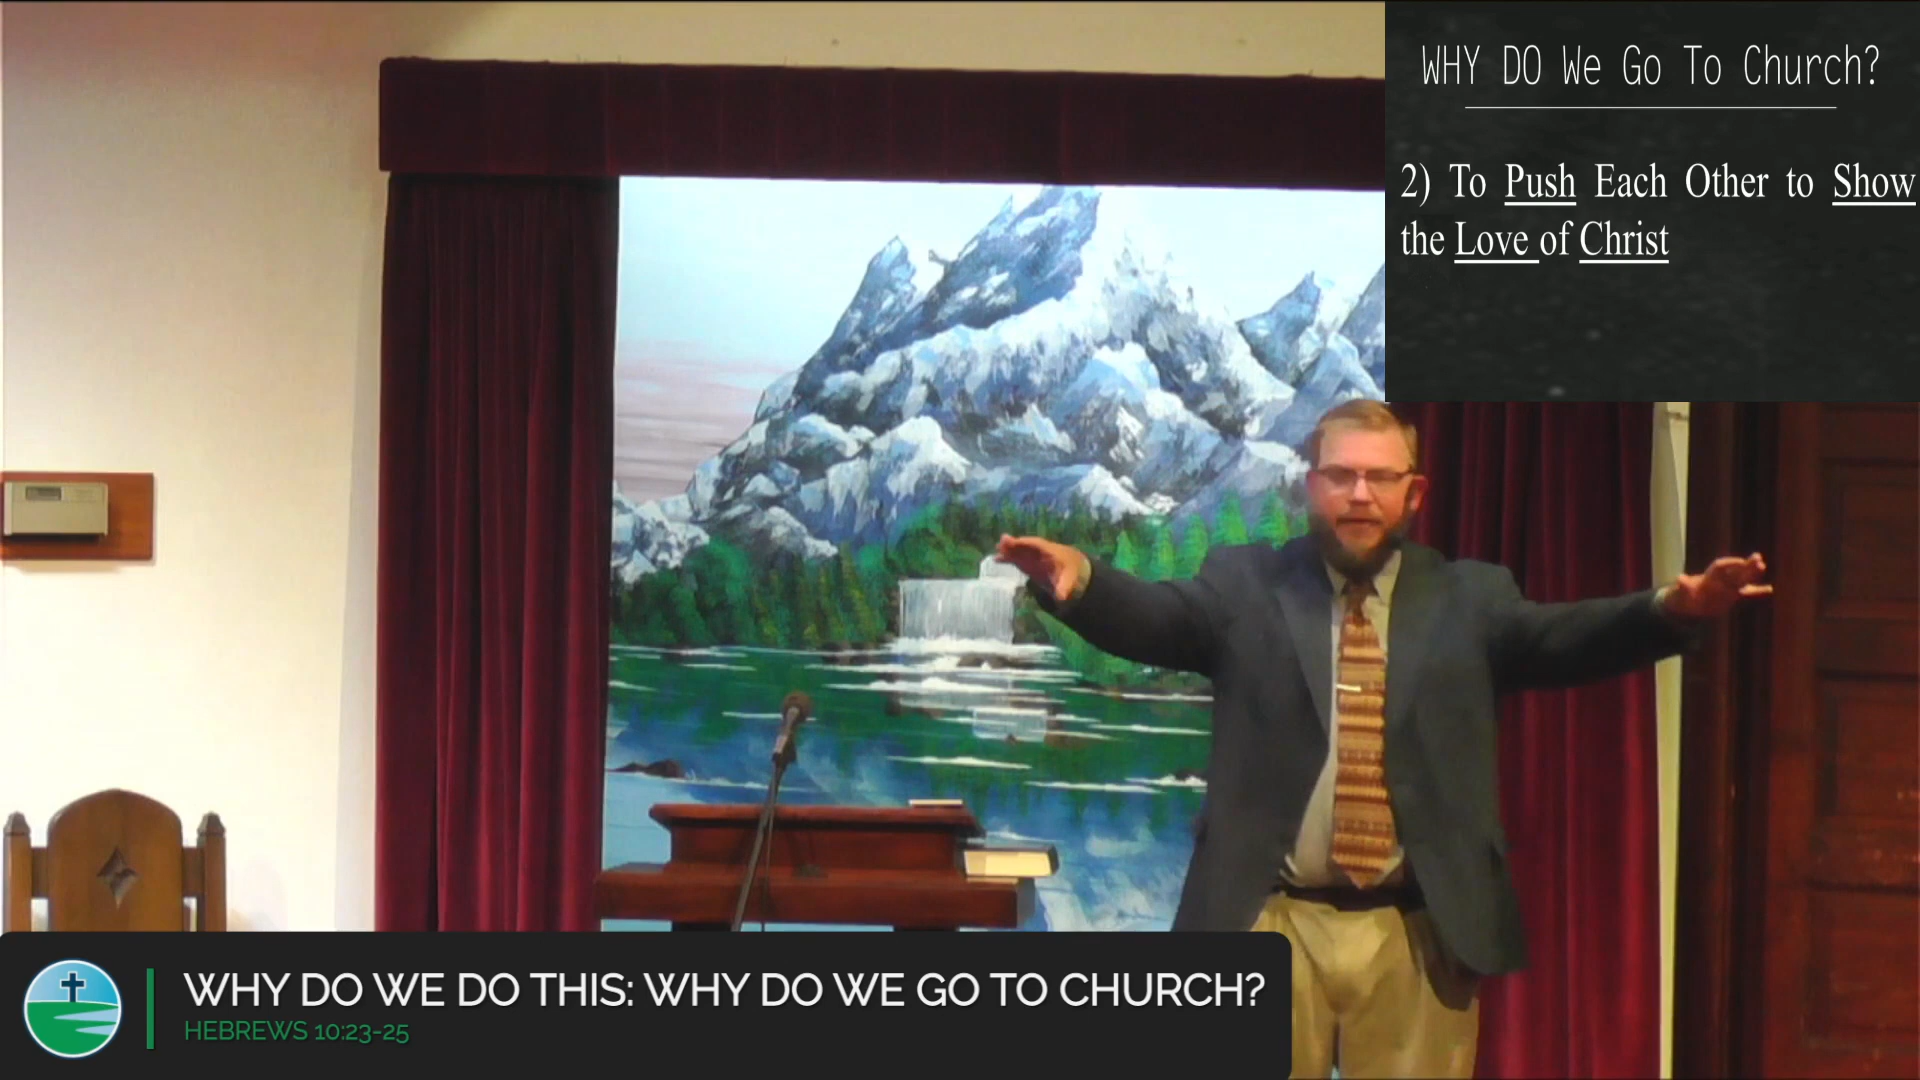 WHY DO We Go To Church?
2) To Push Each Other to Show
the Love of Christ
WHY DO WE DO THIS: WHY DO WE GO TO CHURCH?
HEBREWS 10:23-25